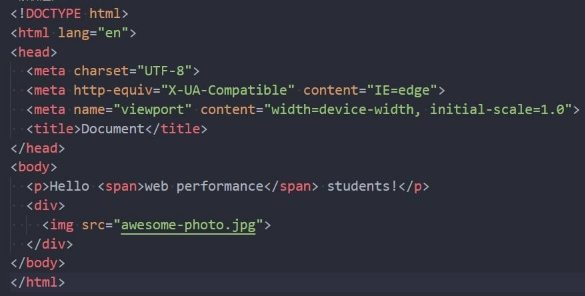 <!DOCTYPE html>
<html lang="en">
<head>
  <meta charset="UTF-8">
  <meta http-equiv="X-UA-Compatible" content="IE=edge">
  <meta name="viewport" content="width=device-width, initial-scale=1.0">
  <title>Document</title>
</head>
<body>
  <p>Hello <span>web performance</span> students!</p>
  <div>
    <img src="awesome-photo.jpg">
  </div>
</body>
</html>